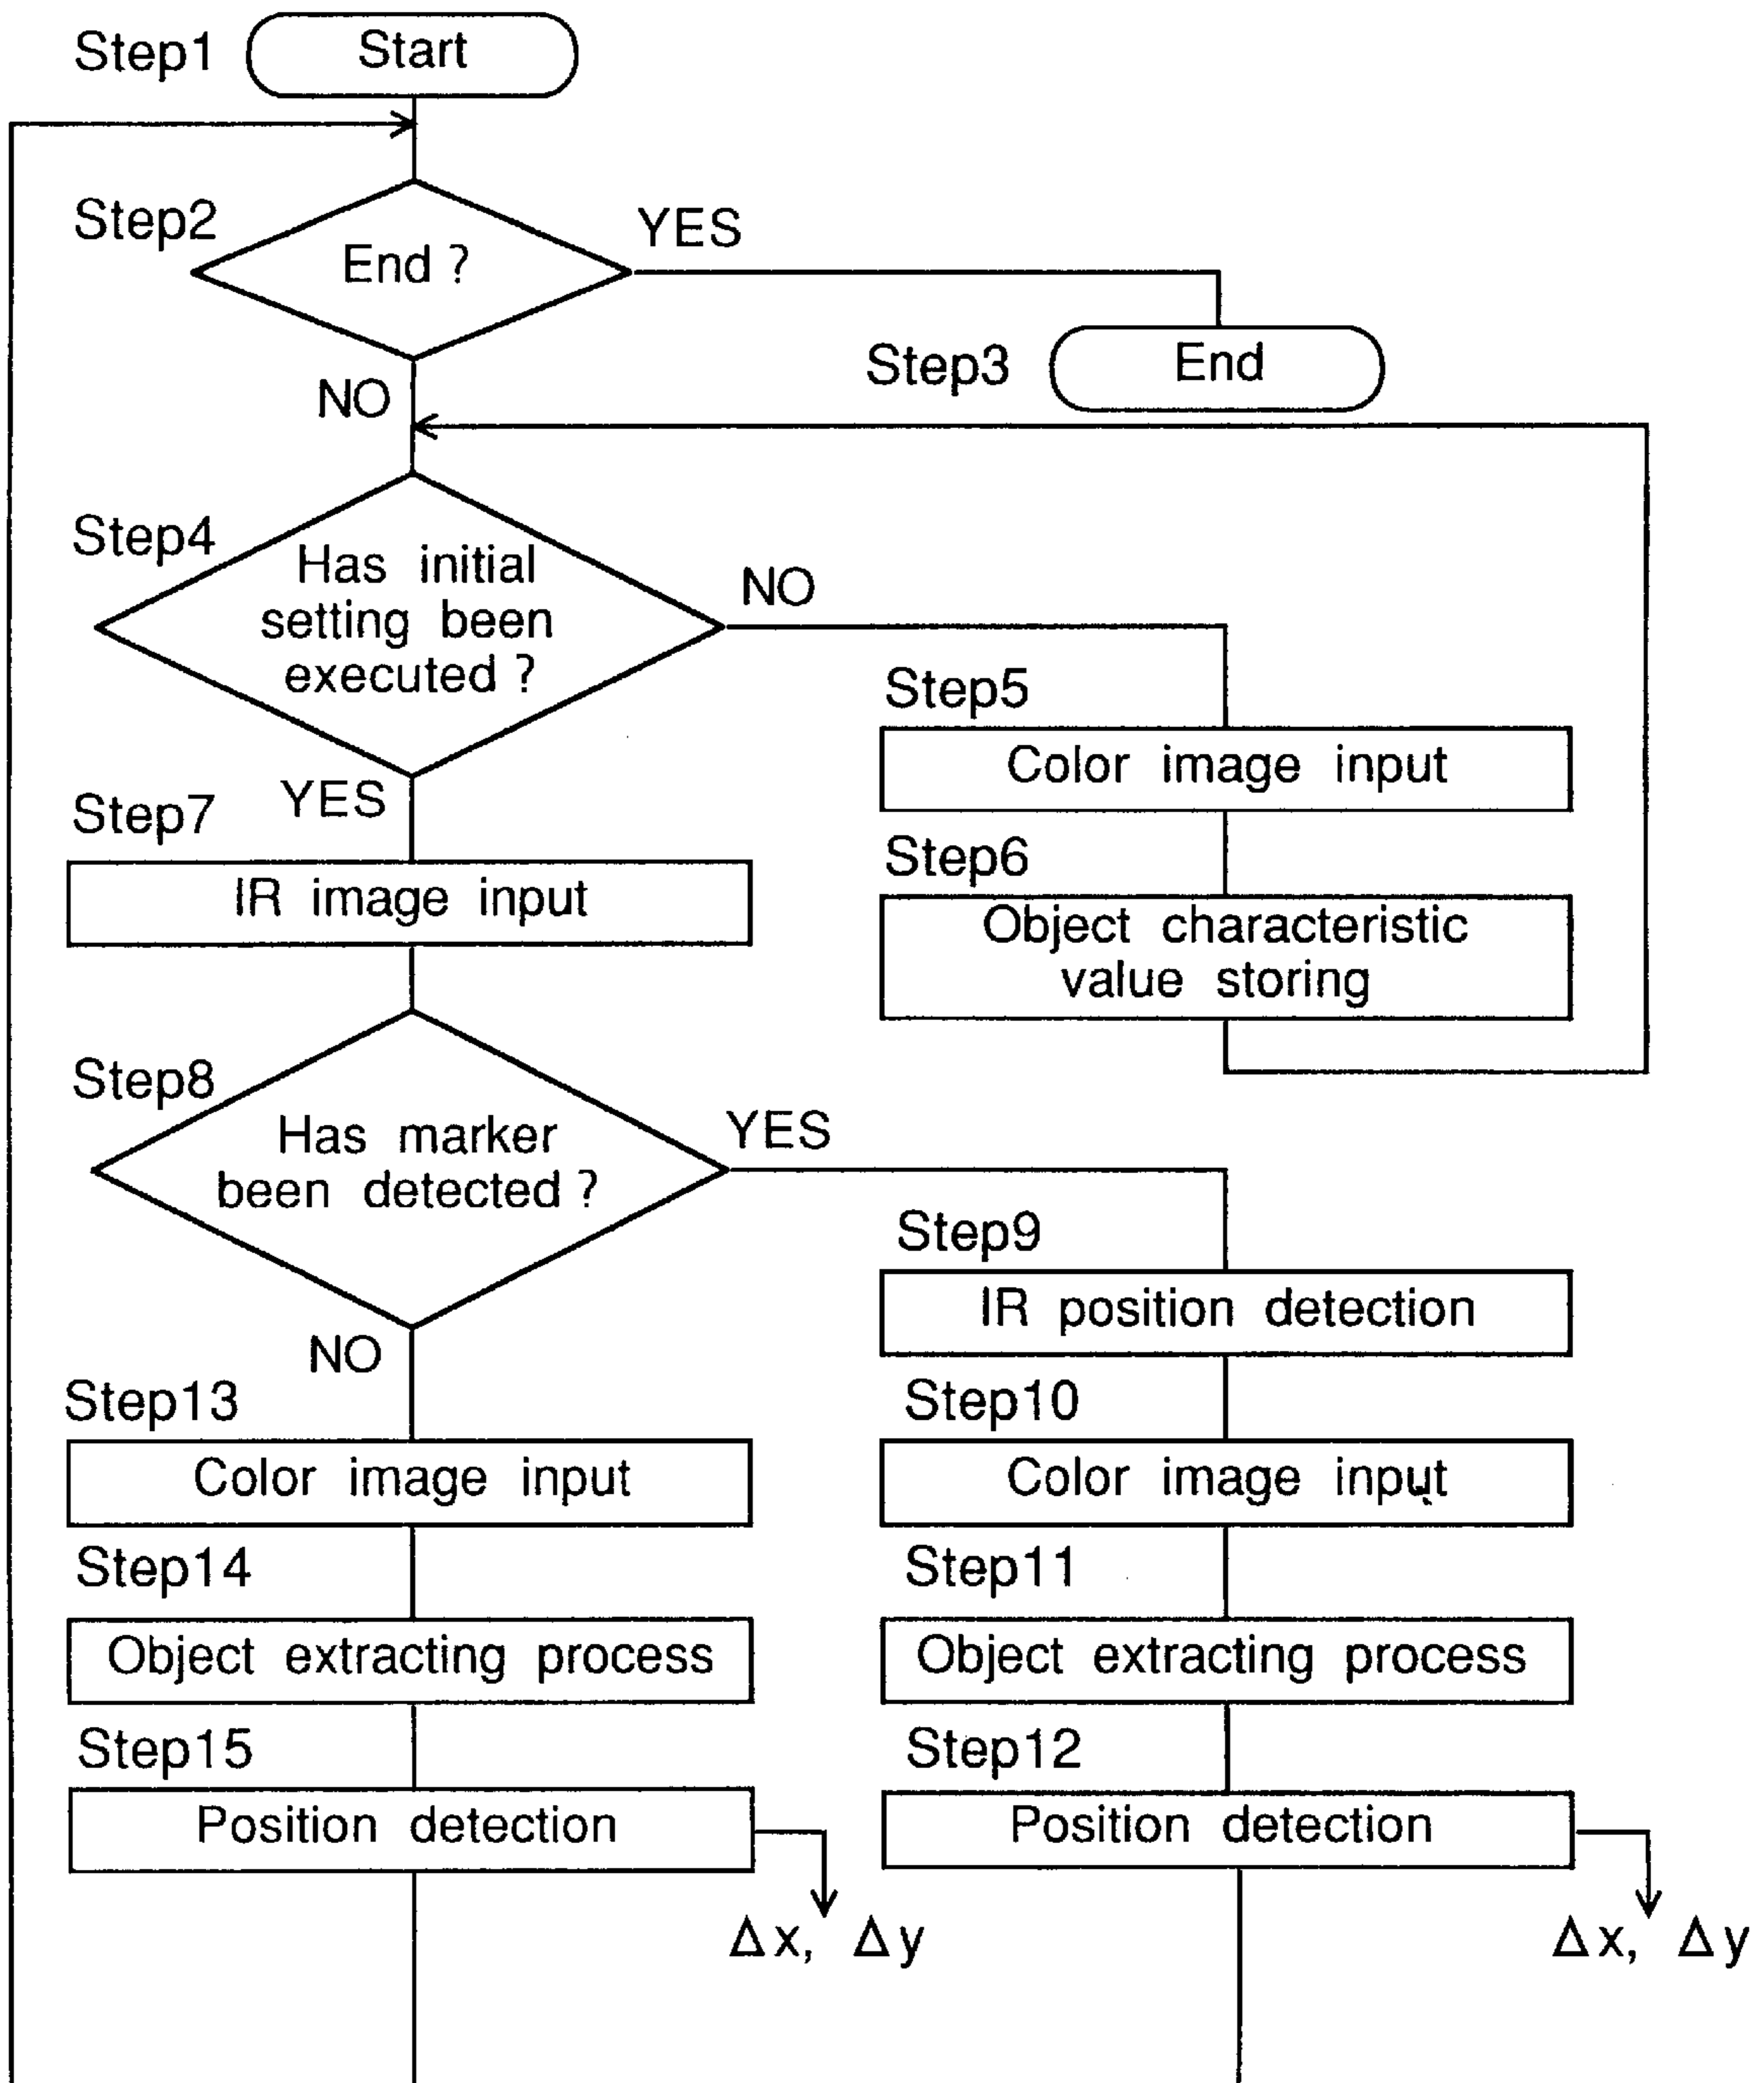 Step1
Start
Step2
End ?
YES
NO
Step3
End
Step4
Has initial
setting been
executed ?
NO
YES
Step5
Color image input
Step6
Object characteristic
value storing
Step7
IR image input
Step8
Has marker
been detected ?
YES
NO
Step9
IR position detection
Step10
Color image input
Step11
Object extracting process
Step12
Position detection
Δx, Δy
Step13
Color image input
Step14
Object extracting process
Step15
Position detection
Δx, Δy